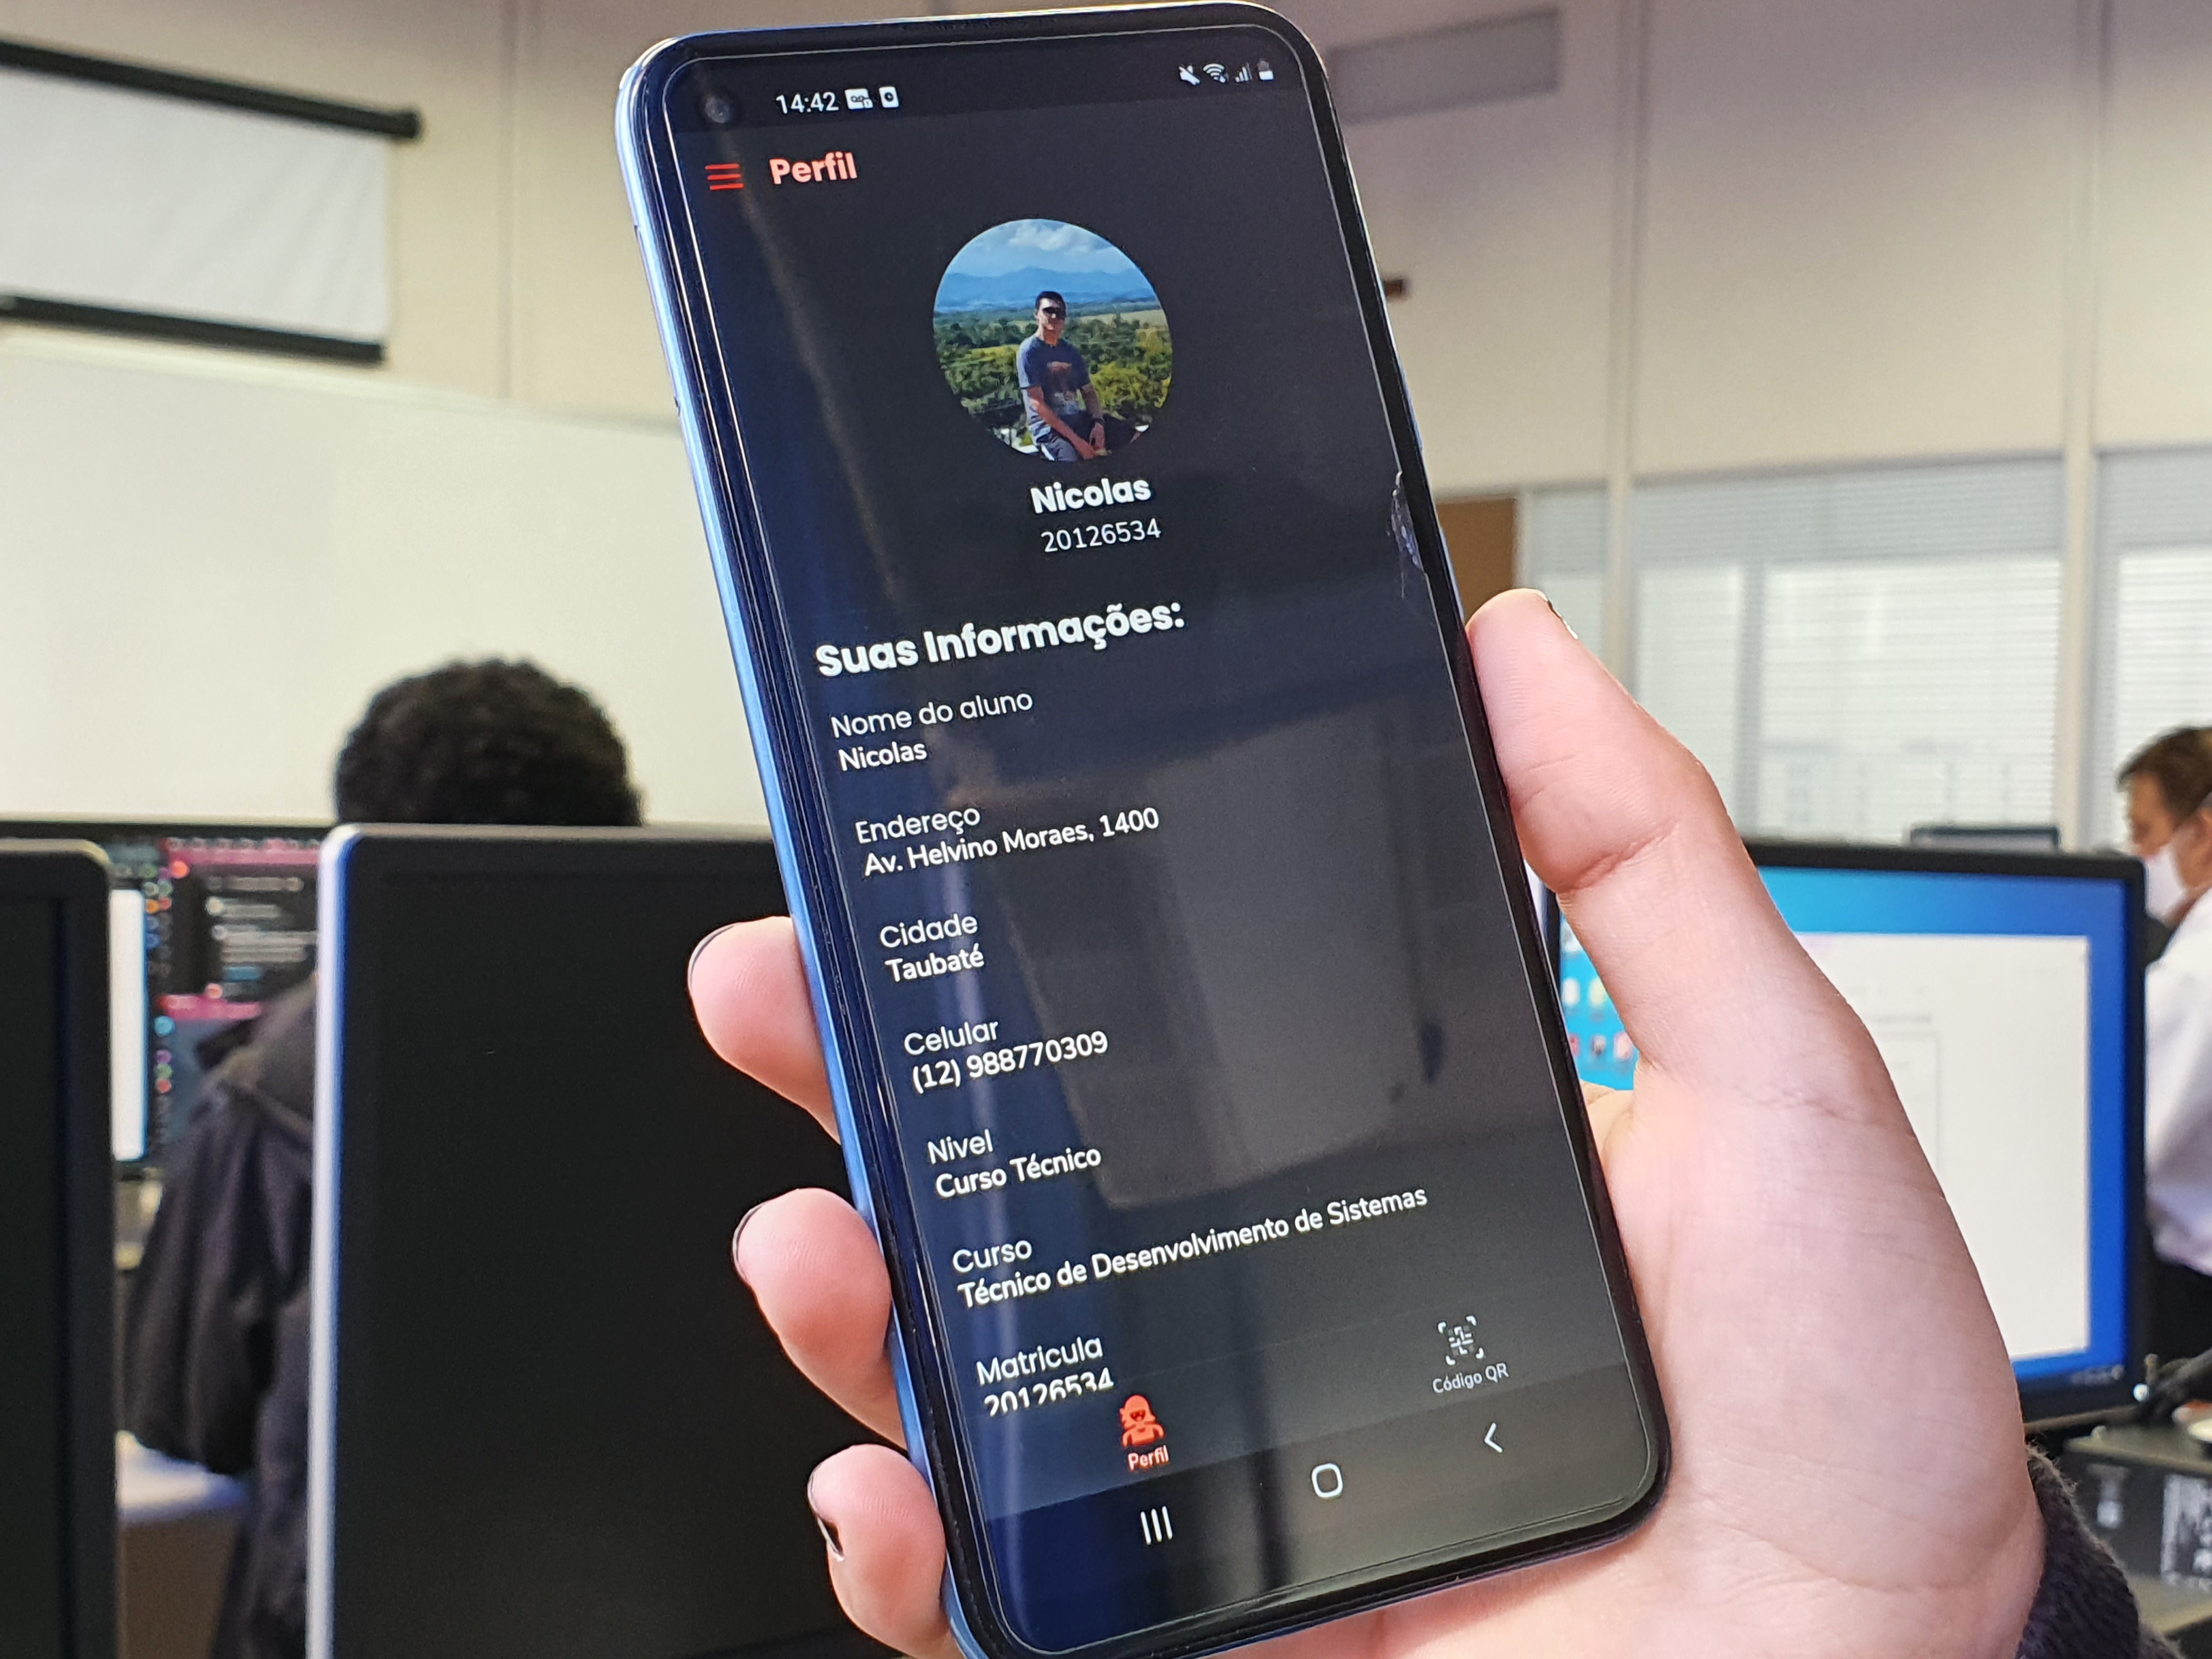 14:42
Perfil
Nicolas
20126534
Suas Informações:
Nome do aluno
Nicolas
Endereço
Av. Helvino Moraes, 1400
Cidade
Taubaté
Celular
(12) 988770309
Nivel
Curso Técnico
Curso
Técnico de Desenvolvimento de Sistemas
Matricula
20126534
Perfil
Código QR